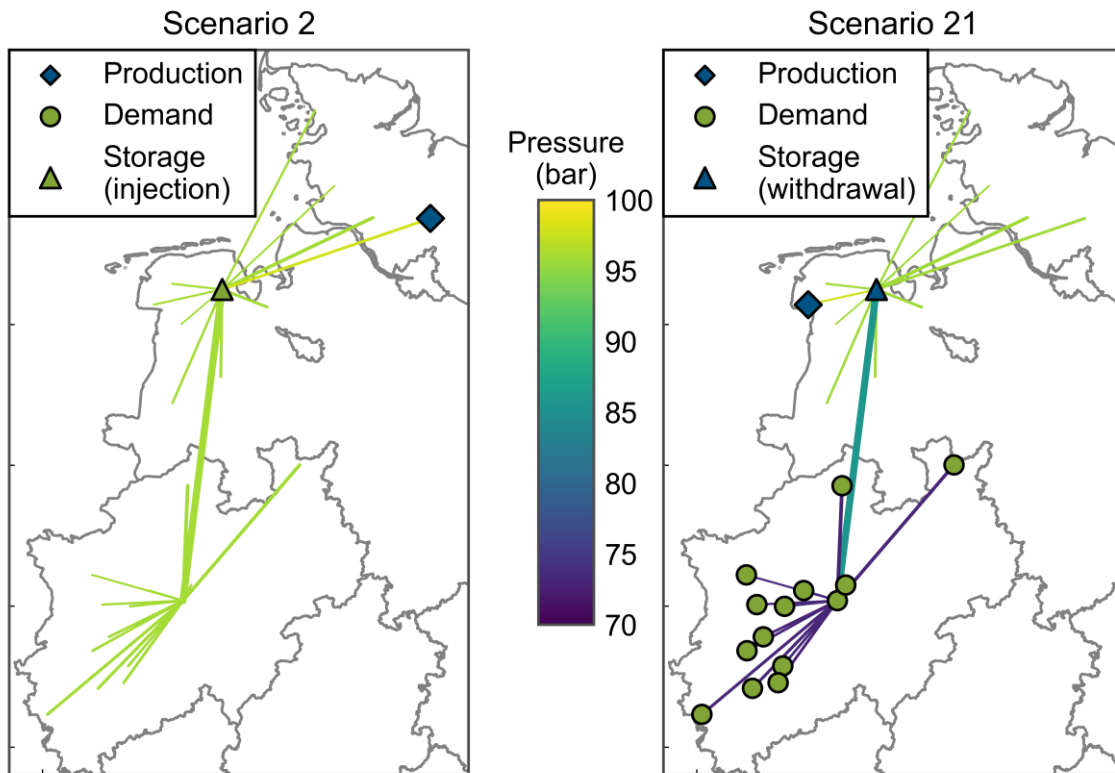 Scenario 2
Production
Demand
Storage
(injection)
Pressure
(bar)
100
95
90
85
80
75
70
Scenario 21
Production
Demand
Storage
(withdrawal)